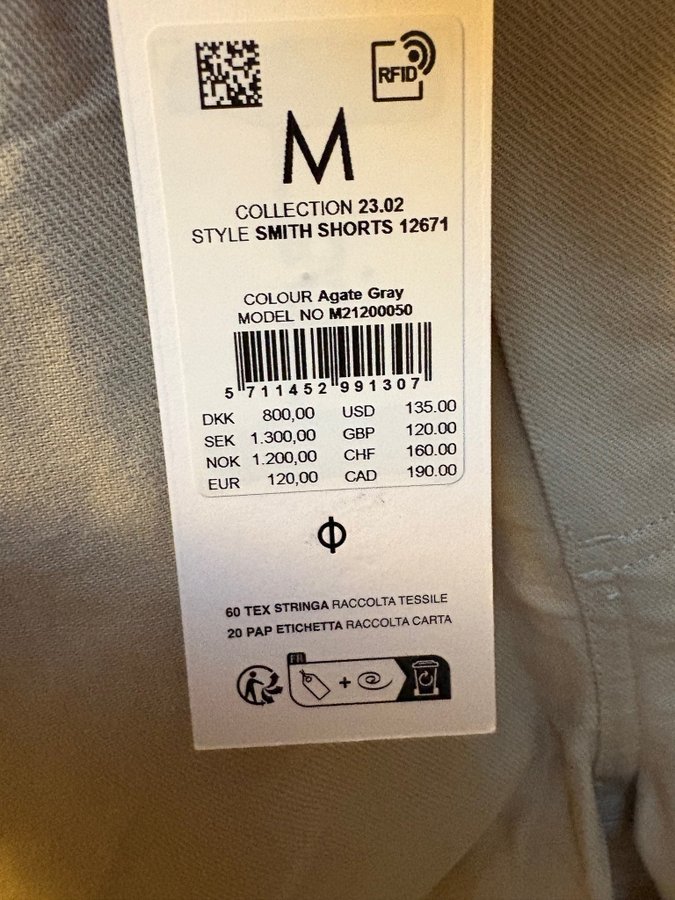 RFID
M
COLLECTION 23.02
STYLE SMITH SHORTS 12671
COLOUR Agate Gray
MODEL NO M21200050
5 711452 991307
DKK 800,00 USD 135.00
SEK 1.300,00 GBP 120.00
NOK 1.200,00 CHF 160.00
EUR 120,00 CAD 190.00
60 TEX STRINGA RACCOLTA TESSILE
20 PAP ETICHETTA RACCOLTA CARTA
FR
+